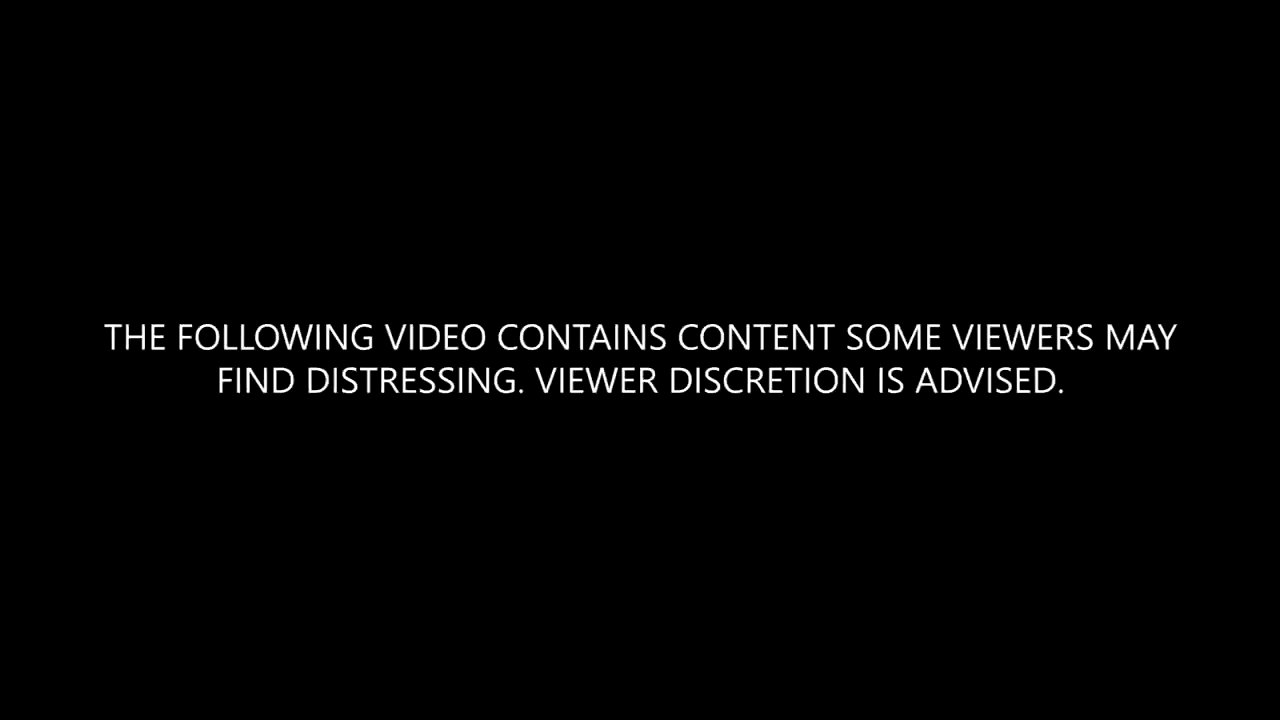 THE FOLLOWING VIDEO CONTAINS CONTENT SOME VIEWERS MAY
FIND DISTRESSING. VIEWER DISCRETION IS ADVISED.